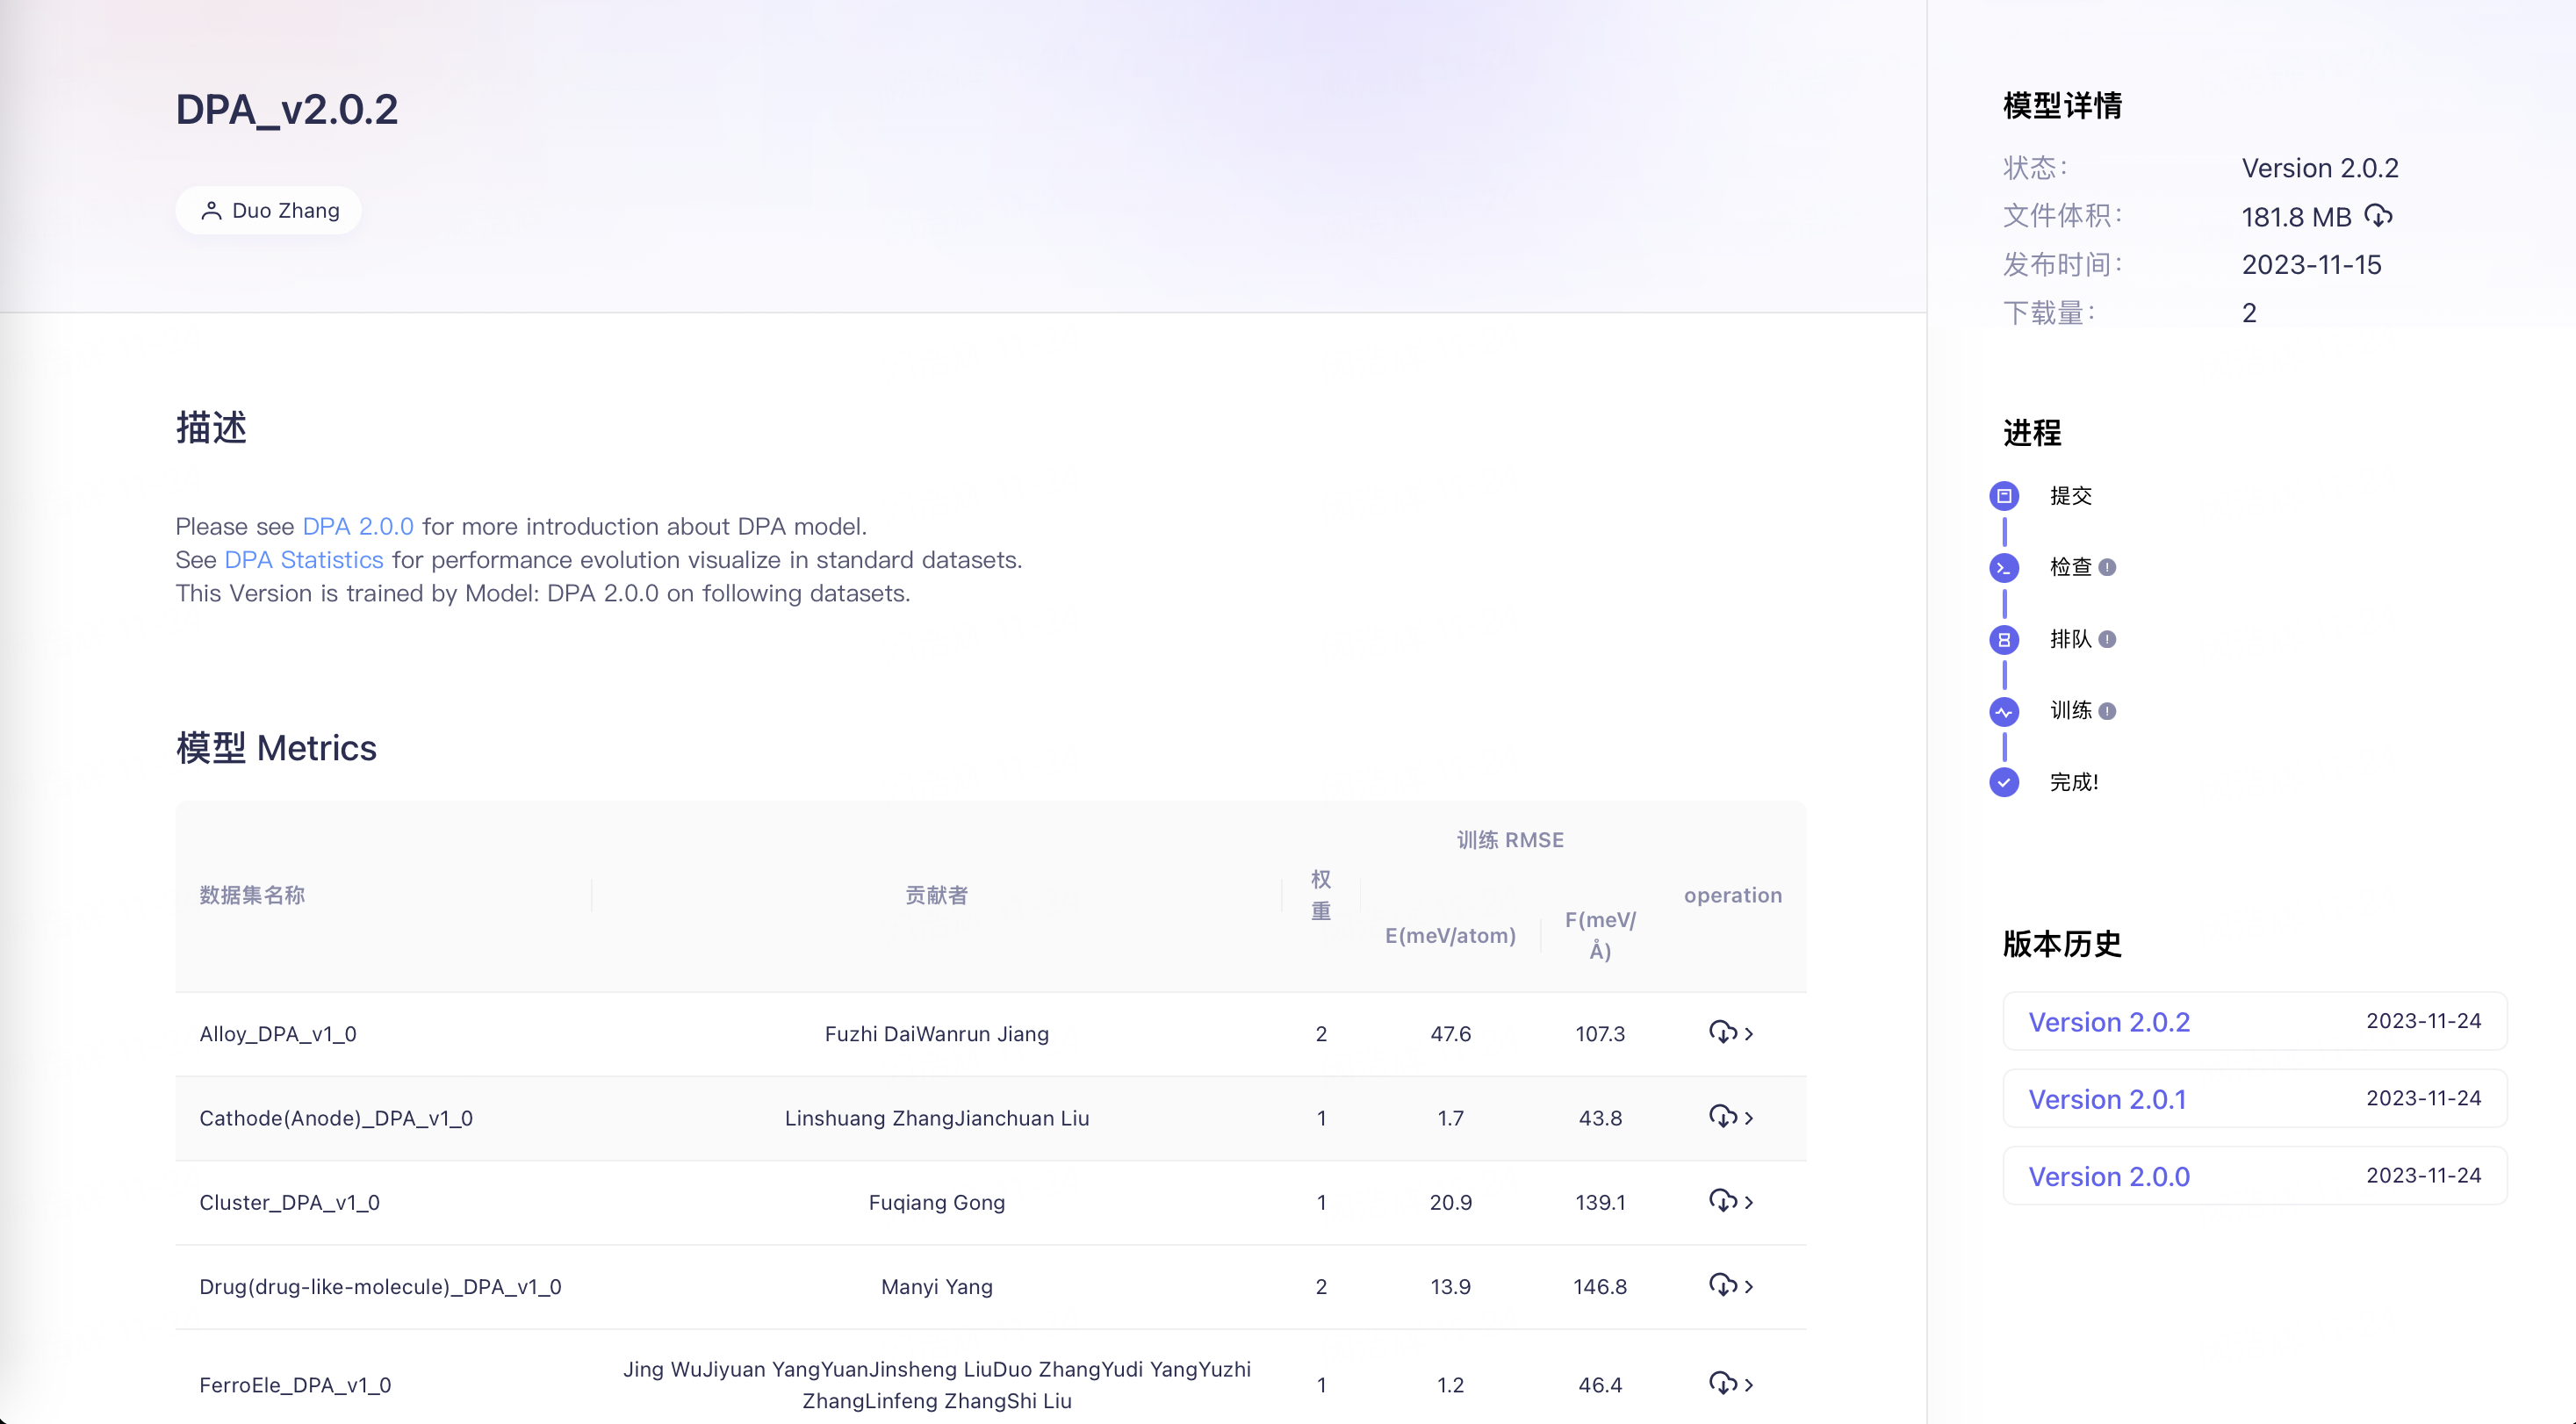 DPA_v2.0.2
Duo Zhang
描述
Please see DPA 2.0.0 for more introduction about DPA model.
See DPA Statistics for performance evolution visualize in standard datasets.
This Version is trained by Model: DPA 2.0.0 on following datasets.
模型 Metrics
数据集名称
贡献者
权
重
训练 RMSE
E(meV/atom)
F(meV/
Å)
operation
Alloy_DPA_v1_0 Fuzhi DaiWanrun Jiang 2 47.6 107.3
Cathode(Anode)_DPA_v1_0 Linshuang ZhangJianchuan Liu 1 1.7 43.8
Cluster_DPA_v1_0 Fuqiang Gong 1 20.9 139.1
Drug(drug-like-molecule)_DPA_v1_0 Manyi Yang 2 13.9 146.8
FerroEle_DPA_v1_0 Jing WuJiyuan YangYuanJinsheng LiuDuo ZhangYudi YangYuzhi
ZhangLinfeng ZhangShi Liu 1 1.2 46.4
模型详情
状态： Version 2.0.2
文件体积： 181.8 MB
发布时间： 2023-11-15
下载量： 2
进程
提交
检查
排队
训练
完成!
版本历史
Version 2.0.2 2023-11-24
Version 2.0.1 2023-11-24
Version 2.0.0 2023-11-24